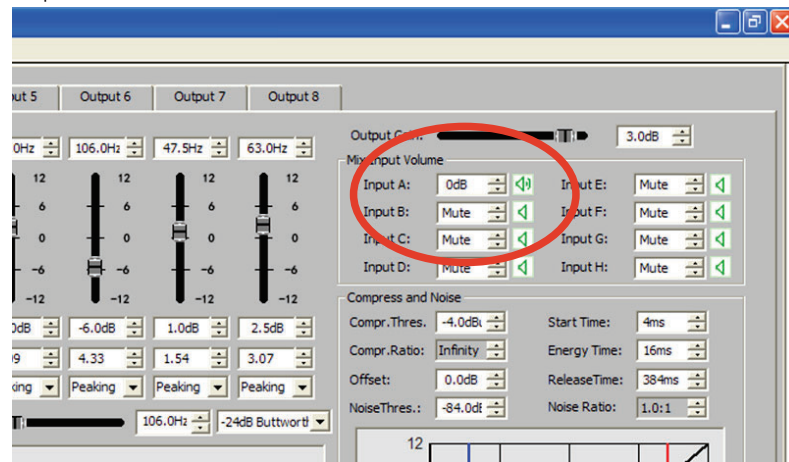 ut 5 Output 6 Output 7 Output 8
Output Gain: 3.0dB
Mix Input Volume
0Hz 106.0Hz 47.5Hz 63.0Hz
12 12 12 12
6 6 6 6
0 0 0 0
-6 -6 -6 -6
-12 -12 -12 -12
Input A: 0dB Input E: Mute
Input B: Mute Input F: Mute
Input C: Mute Input G: Mute
Input D: Mute Input H: Mute
Compress and Noise
0dB -6.0dB 1.0dB 2.5dB
Compr.Thres. -4.0dBu Start Time: 4ms
9 4.33 1.54 3.07
Compr.Ratio: Infinity Energy Time: 16ms
king Peaking Peaking Peaking
Offset: 0.0dB ReleaseTime: 384ms
106.0Hz -24dB Buttwortl
NoiseThres.: -84.0dB Noise Ratio: 1.0:1
12